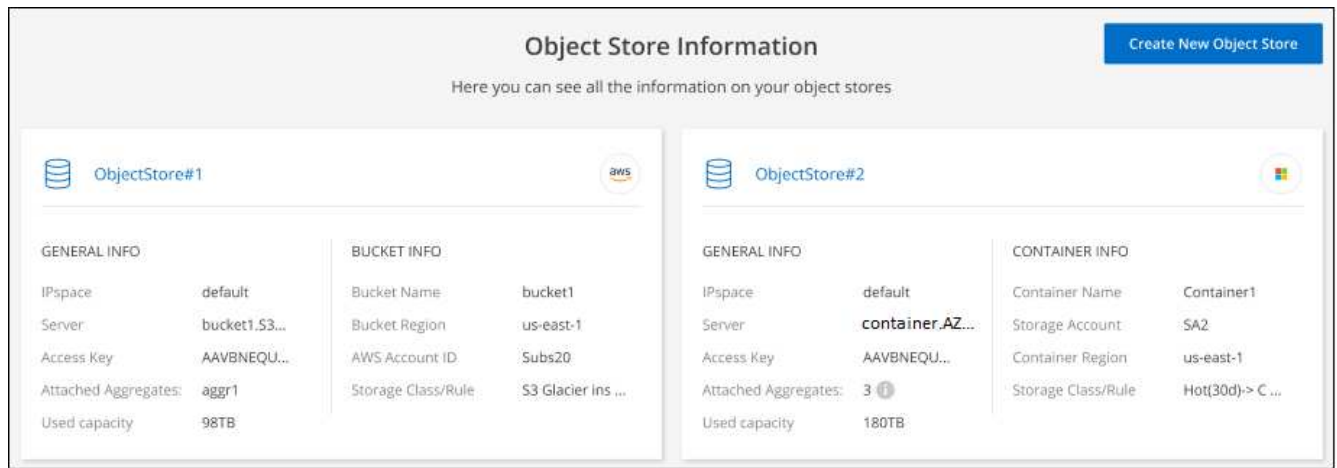 Object Store Information
Create New Object Store
Here you can see all the information on your object stores
ObjectStore#1
aws
GENERAL INFO
IPspace default
Server bucket1.S3...
Access Key AAVBNEQU...
Attached Aggregates: aggr1
Used capacity 98TB
BUCKET INFO
Bucket Name bucket1
Bucket Region us-east-1
AWS Account ID Subs20
Storage Class/Rule S3 Glacier ins ...
ObjectStore#2
GENERAL INFO
IPspace default
Server container.AZ...
Access Key AAVBNEQU...
Attached Aggregates: 3 i
Used capacity 180TB
CONTAINER INFO
Container Name Container1
Storage Account SA2
Container Region us-east-1
Storage Class/Rule Hot(30d)-> C ...